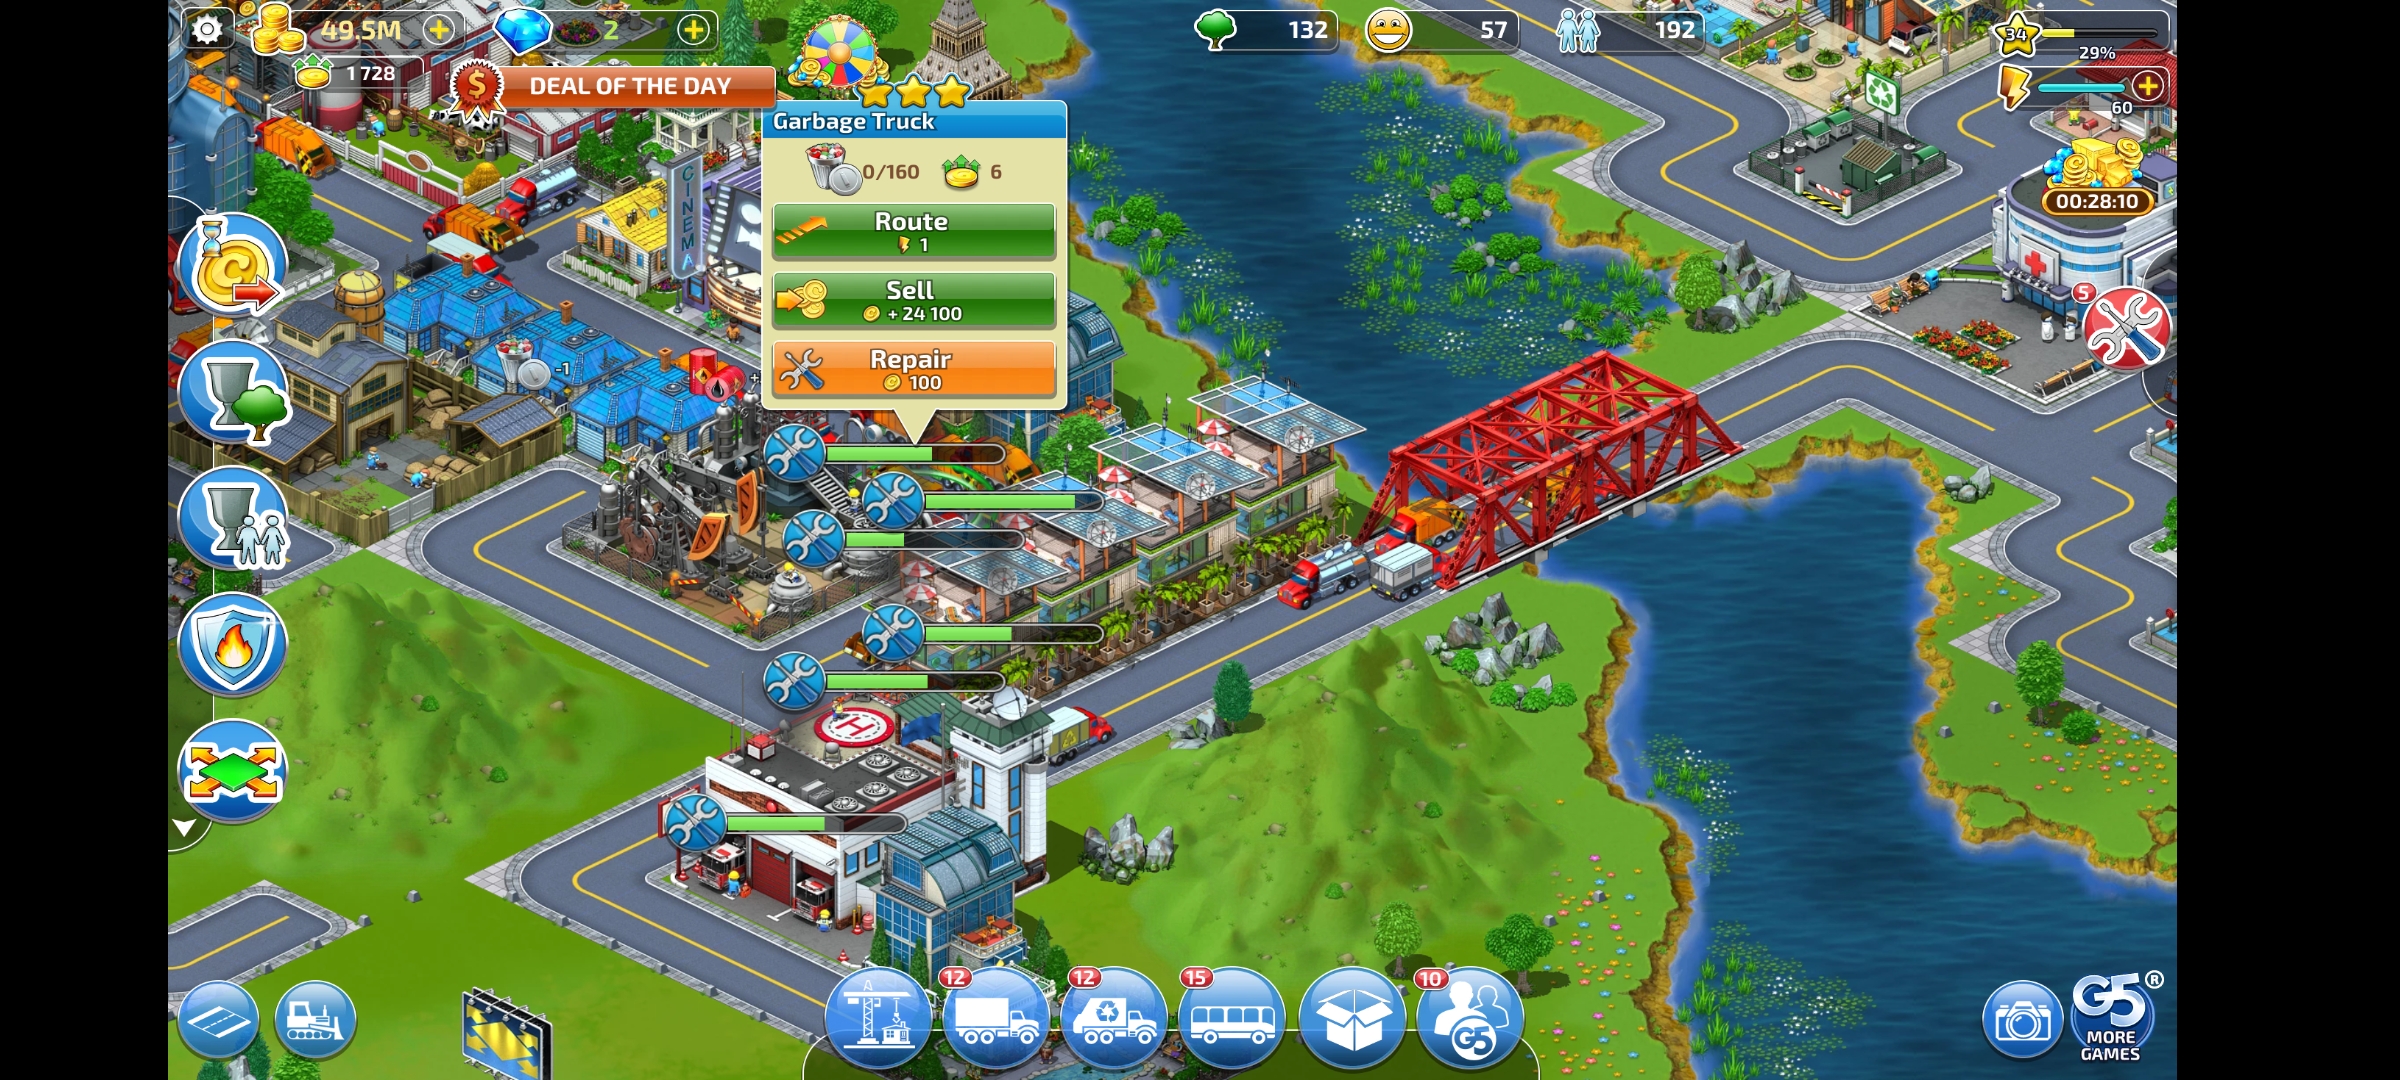 49.5M
2
132
57
192
34
29%
1 728
DEAL OF THE DAY
60
Garbage Truck
0/160
6
CINEMA
00:28:10
Route
1
Sell
+ 24 100
5
Repair
100
-1
H
12
12
15
10
G5
G5®
MORE
GAMES